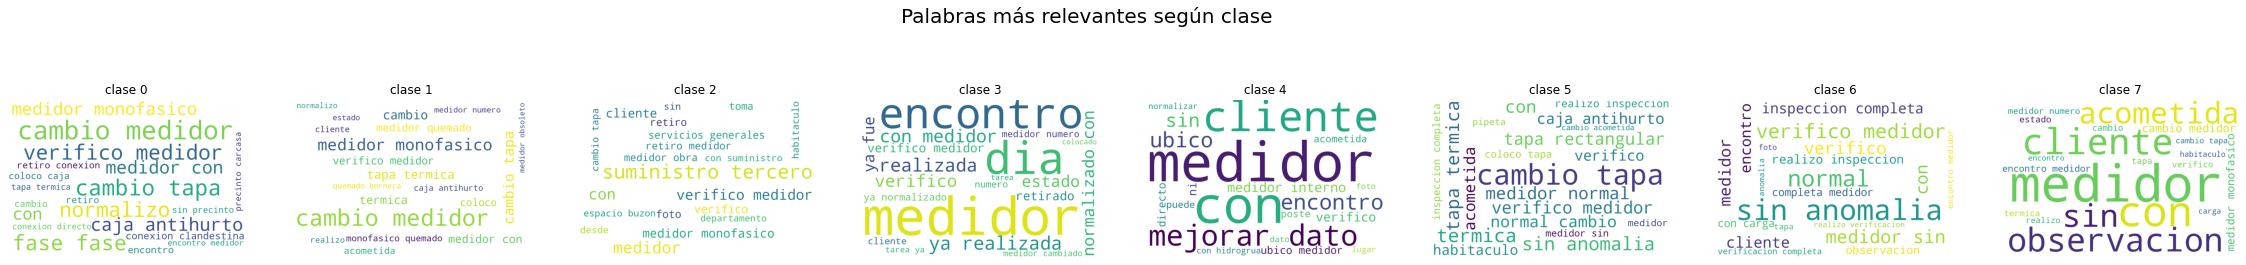 Palabras más relevantes según clase
clase 0
medidor monofasico
cambio medidor
verifico medidor
retiro conexion
medidor con
coloco caja
tapa termica
cambio tapa
retiro
precinto carcasa
cambio
con
normalizo
sin precinto
conexion directo
caja antihurto
conexion clandestina
fase fase
encontro medidor
encontro
clase 1
normalizo
estado
cambio
medidor numero
cliente
medidor quemado
medidor monofasico
verifico medidor
tapa termica
quemado bornera
caja antihurto
termica
coloco
cambio medidor
realizo
monofasico quemado
medidor con
acometida
cambio tapa
medidor obsoleto
clase 2
sin
toma
cliente
retiro
servicios generales
retiro medidor
medidor obra
con suministro
cambio tapa
habitaculo
suministro tercero
con
verifico medidor
espacio buzon
foto
verifico
departamento
desde
medidor monofasico
medidor
clase 3
encontro
ya fue
con medidor
medidor numero
colocado
verifico medidor
realizada
dia
tarea
verifico
numero
estado
ya normalizado
retirado
medidor
cliente
ya realizada
tarea ya
medidor cambiado
normalizado con
clase 4
normalizar
cliente
sin
ubico
acometida
medidor
directo
ni
medidor interno
foto
puede
con
encontro
poste
verifico
mejorar dato
dato
con hidrogrua
ubico medidor
lugar
clase 5
inspeccion completa
tapa termica
con
realizo inspeccion
pipeta
caja antihurto
cambio acometida
tapa rectangular
coloco tapa
verifico
acometida
cambio tapa
medidor normal
verifico medidor
normal cambio
medidor
termica
medidor sin
habitaculo
sin anomalia
clase 6
inspeccion completa
encontro
medidor
verifico medidor
foto
verifico
realizo inspeccion
anomalia
normal
completa medidor
con
encontro medidor
sin anomalia
con carga
tapa
realizo verificacion
cliente
medidor sin
verificacion completa
observacion
clase 7
medidor numero
acometida
estado
cambio
cambio medidor
cliente
cambio tapa
habitaculo
encontro
tapa
verifico
encontro medidor
medidor
medidor monofasico
sin
con
carga
termica
realizo
observacion